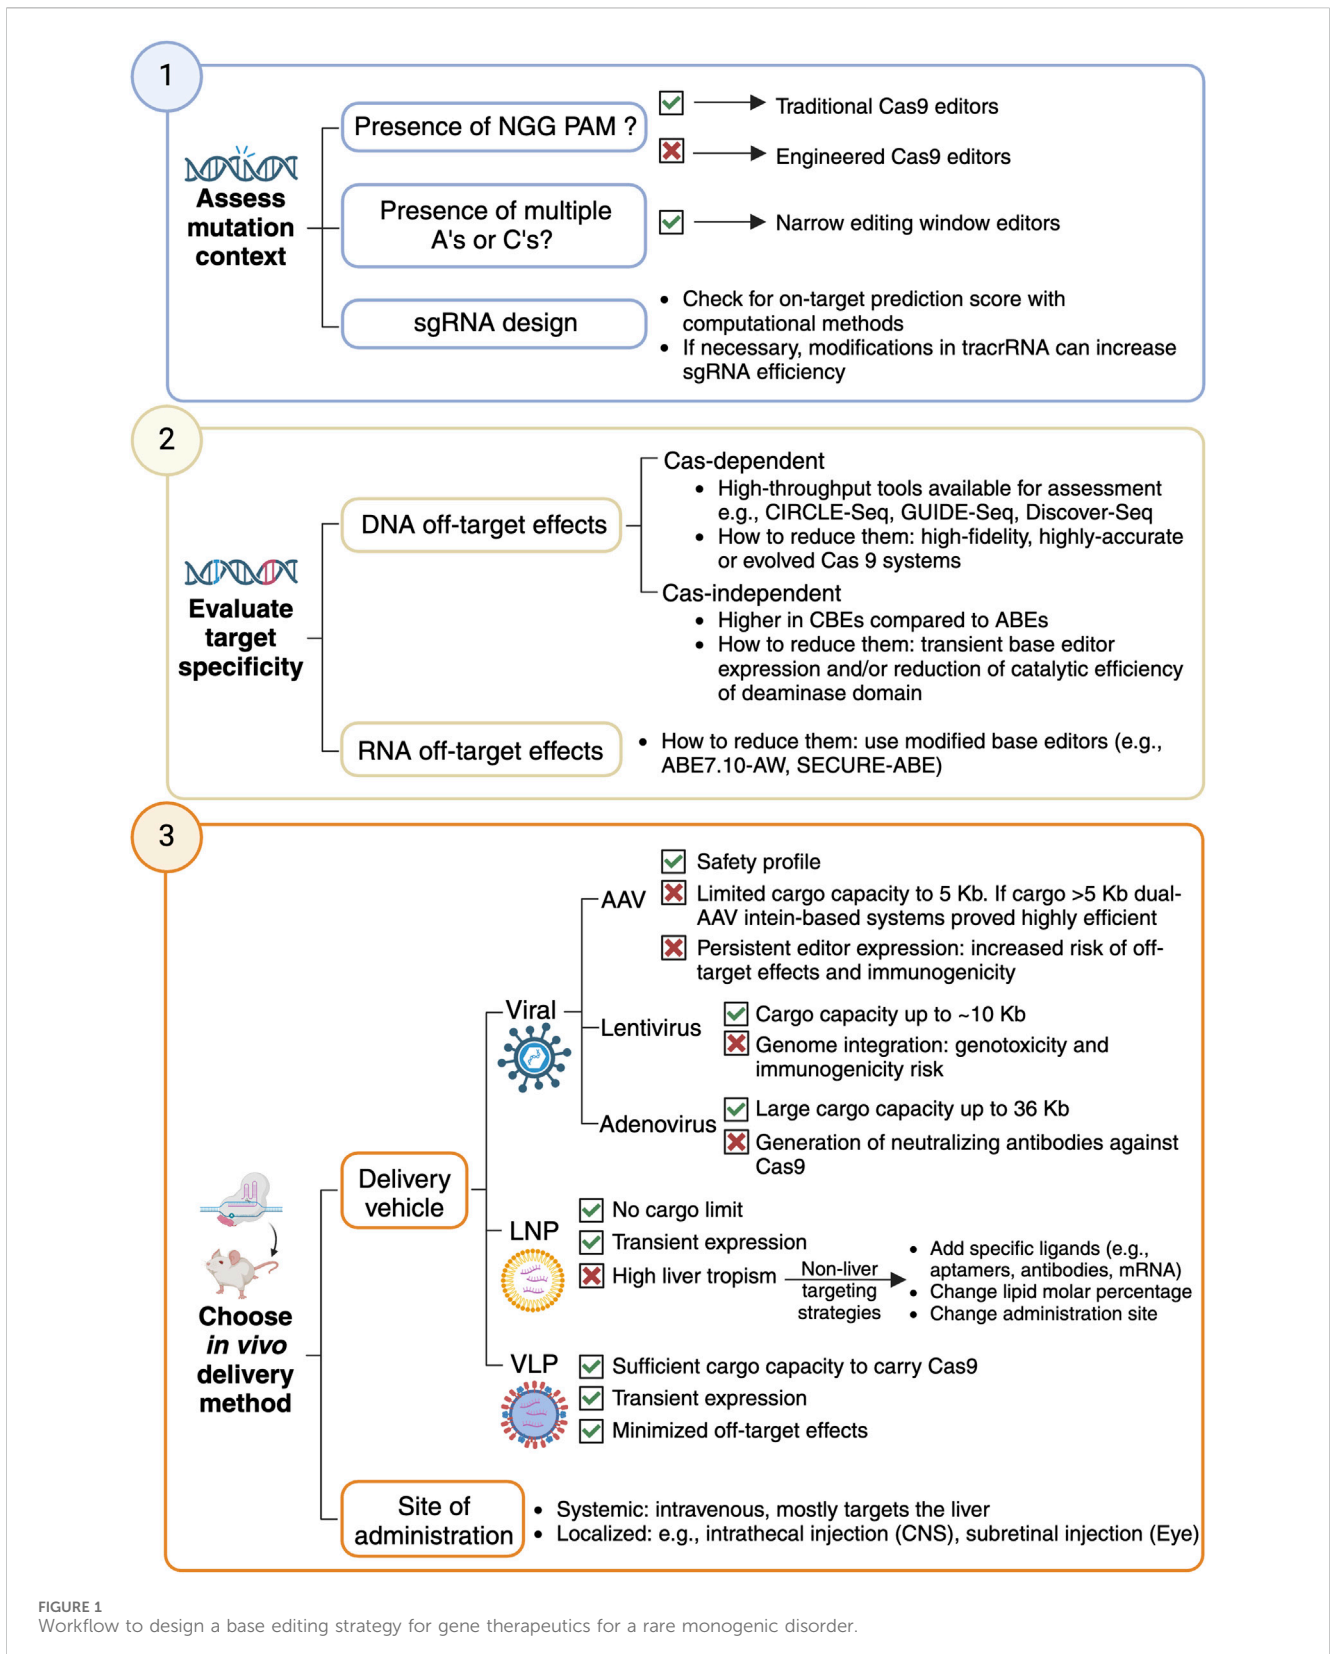 1
Assess
mutation
context
Presence of NGG PAM ?
Traditional Cas9 editors
Engineered Cas9 editors
Presence of multiple
A's or C's?
Narrow editing window editors
sgRNA design
• Check for on-target prediction score with
computational methods
• If necessary, modifications in tracrRNA can increase
sgRNA efficiency
2
Evaluate
target
specificity
DNA off-target effects
Cas-dependent
• High-throughput tools available for assessment
e.g., CIRCLE-Seq, GUIDE-Seq, Discover-Seq
• How to reduce them: high-fidelity, highly-accurate
or evolved Cas 9 systems
Cas-independent
• Higher in CBEs compared to ABEs
• How to reduce them: transient base editor
expression and/or reduction of catalytic efficiency
of deaminase domain
RNA off-target effects
• How to reduce them: use modified base editors (e.g.,
ABE7.10-AW, SECURE-ABE)
3
Choose
in vivo
delivery
method
Delivery
vehicle
Viral
AAV
Safety profile
Limited cargo capacity to 5 Kb. If cargo >5 Kb dual-
AAV intein-based systems proved highly efficient
Persistent editor expression: increased risk of off-
target effects and immunogenicity
Lentivirus
Cargo capacity up to ~10 Kb
Genome integration: genotoxicity and
immunogenicity risk
Adenovirus
Large cargo capacity up to 36 Kb
Generation of neutralizing antibodies against
Cas9
LNP
No cargo limit
Transient expression
High liver tropism
Non-liver
targeting
strategies
• Add specific ligands (e.g.,
aptamers, antibodies, mRNA)
• Change lipid molar percentage
• Change administration site
VLP
Sufficient cargo capacity to carry Cas9
Transient expression
Minimized off-target effects
Site of
administration
• Systemic: intravenous, mostly targets the liver
• Localized: e.g., intrathecal injection (CNS), subretinal injection (Eye)
FIGURE 1
Workflow to design a base editing strategy for gene therapeutics for a rare monogenic disorder.